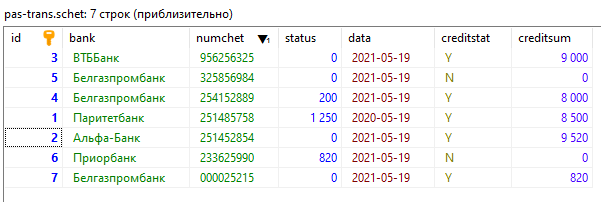 pas-trans.schet: 7 строк (приблизительно)
id bank numchet ▼1 status data creditstat creditsum
3 ВТББанк 956256325 0 2021-05-19 Y 9 000
5 Белгазпромбанк 325856984 0 2021-05-19 N 0
4 Белгазпромбанк 254152889 200 2021-05-19 Y 8 000
1 Паритетбанк 251485758 1 250 2020-05-19 Y 8 500
2 Альфа-Банк 251452854 0 2021-05-19 Y 9 520
6 Приорбанк 233625990 820 2021-05-19 N 0
7 Белгазпромбанк 000025215 0 2021-05-19 Y 820